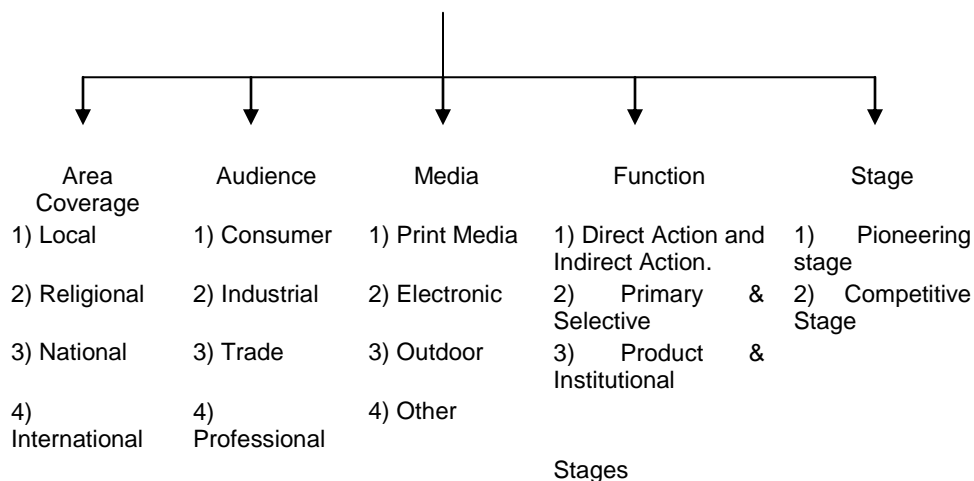 Area
Coverage
1) Local
2) Religional
3) National
4)
International
Audience
1) Consumer
2) Industrial
3) Trade
4)
Professional
Media
1) Print Media
2) Electronic
3) Outdoor
4) Other
Function
1) Direct Action and
Indirect Action.
2) Primary &
Selective
3) Product &
Institutional
Stages
Stage
1) Pioneering
stage
2) Competitive
Stage